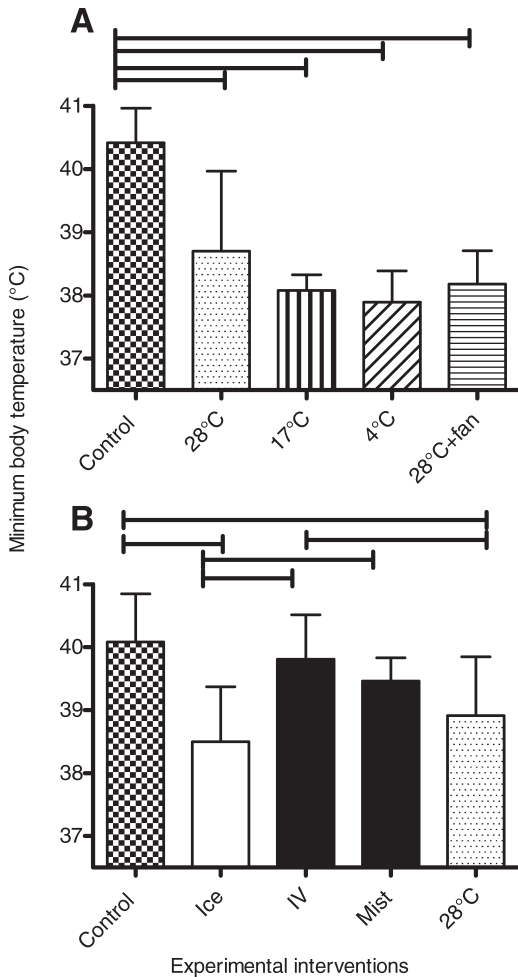 A
41
40
39
38
37
Control
28°C
17°C
4°C
28°C+fan
Minimum body temperature (°C)
B
41
40
39
38
37
Control
Ice
IV
Mist
28°C
Experimental interventions